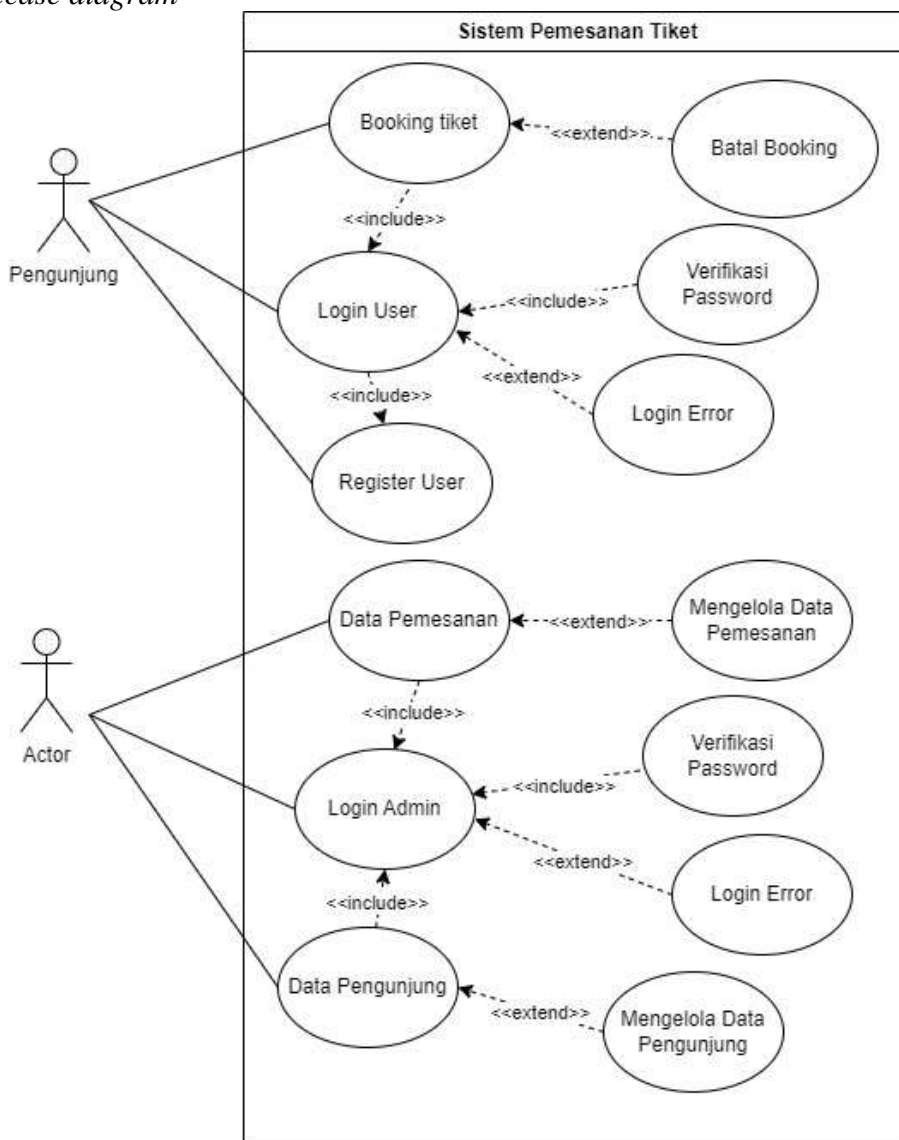 ecase diagram
Sistem Pemesanan Tiket
Booking tiket
<<extend>>
Batal Booking
<<include>>
Pengunjung
Login User
<<include>>
Verifikasi
Password
<<extend>>
Login Error
<<include>>
Register User
Data Pemesanan
<<extend>>
Mengelola Data
Pemesanan
<<include>>
Actor
Login Admin
<<include>>
Verifikasi
Password
<<extend>>
Login Error
<<include>>
Data Pengunjung
<<extend>>
Mengelola Data
Pengunjung